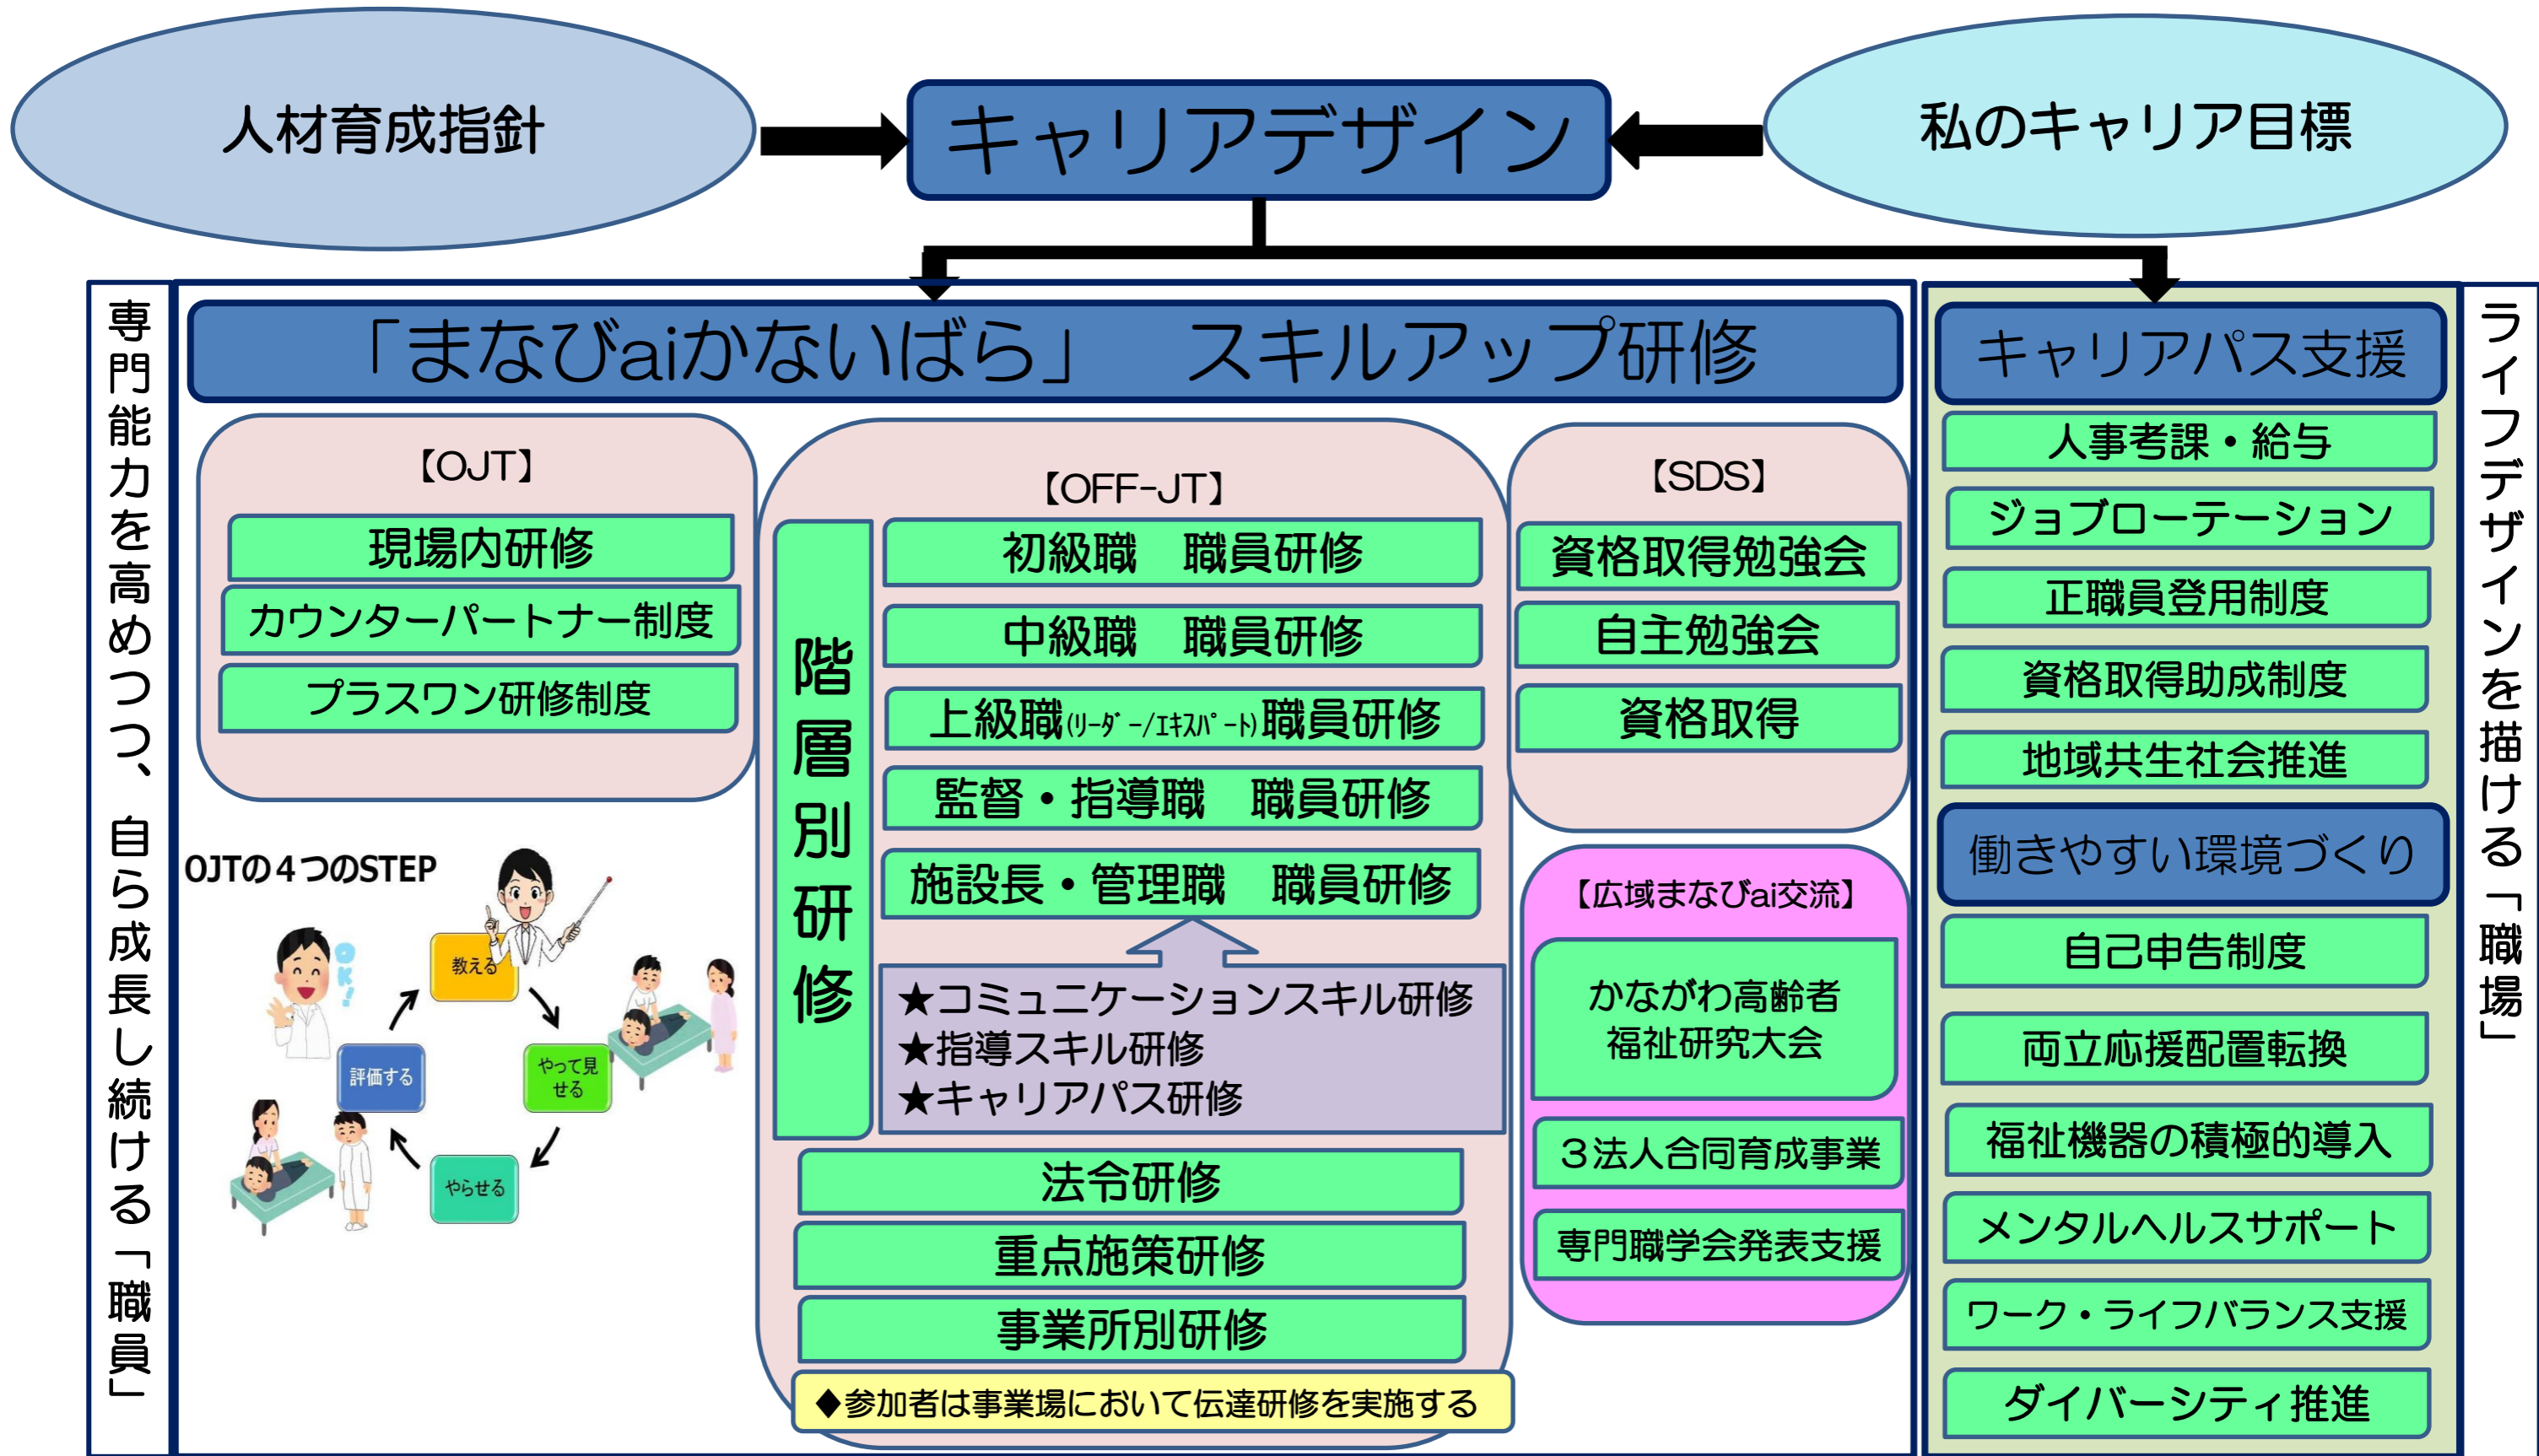 人材育成指針
キャリアデザイン
私のキャリア目標
専門能力を高めつつ、自ら成長し続ける「職員」
「まなびaiかないばら」　スキルアップ研修
【OJT】
現場内研修
カウンターパートナー制度
プラスワン研修制度
OJTの４つのSTEP
OK!
教える
やって見
せる
やらせる
評価する
【OFF-JT】
階層別研修
初級職　職員研修
中級職　職員研修
上級職(ﾘｰﾀﾞｰ/ｴｷｽﾊﾟｰﾄ)職員研修
監督・指導職　職員研修
施設長・管理職　職員研修
★コミュニケーションスキル研修
★指導スキル研修
★キャリアパス研修
法令研修
重点施策研修
事業所別研修
◆参加者は事業場において伝達研修を実施する
【SDS】
資格取得勉強会
自主勉強会
資格取得
【広域まなびai交流】
かながわ高齢者
福祉研究大会
３法人合同育成事業
専門職学会発表支援
キャリアパス支援
人事考課・給与
ジョブローテーション
正職員登用制度
資格取得助成制度
地域共生社会推進
働きやすい環境づくり
自己申告制度
両立応援配置転換
福祉機器の積極的導入
メンタルヘルスサポート
ワーク・ライフバランス支援
ダイバーシティ推進
ライフデザインを描ける「職場」